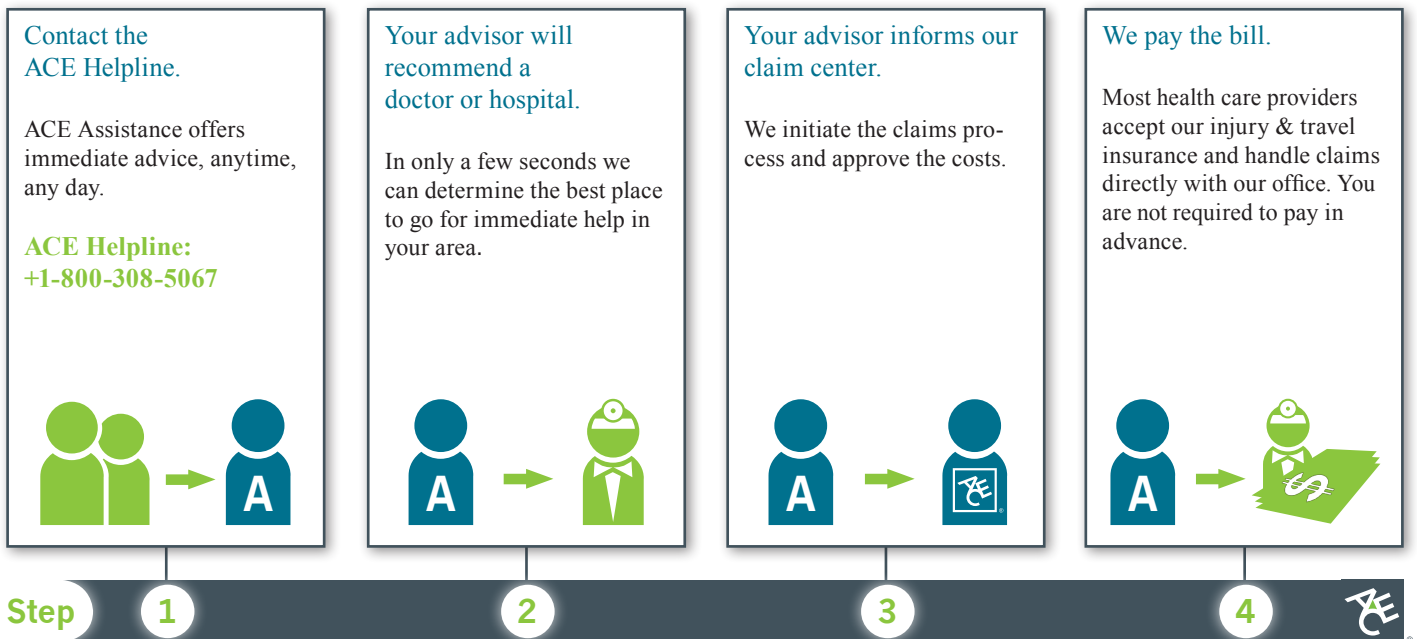 Contact the
ACE Helpline.
ACE Assistance offers
immediate advice, anytime,
any day.
ACE Helpline:
+1-800-308-5067
A
Your advisor will
recommend a
doctor or hospital.
In only a few seconds we
can determine the best place
to go for immediate help in
your area.
A
Your advisor informs our
claim center.
We initiate the claims pro-
cess and approve the costs.
A
ACE
®
We pay the bill.
Most health care providers
accept our injury & travel
insurance and handle claims
directly with our office. You
are not required to pay in
advance.
A
$
Step
1
2
3
4
ACE
®